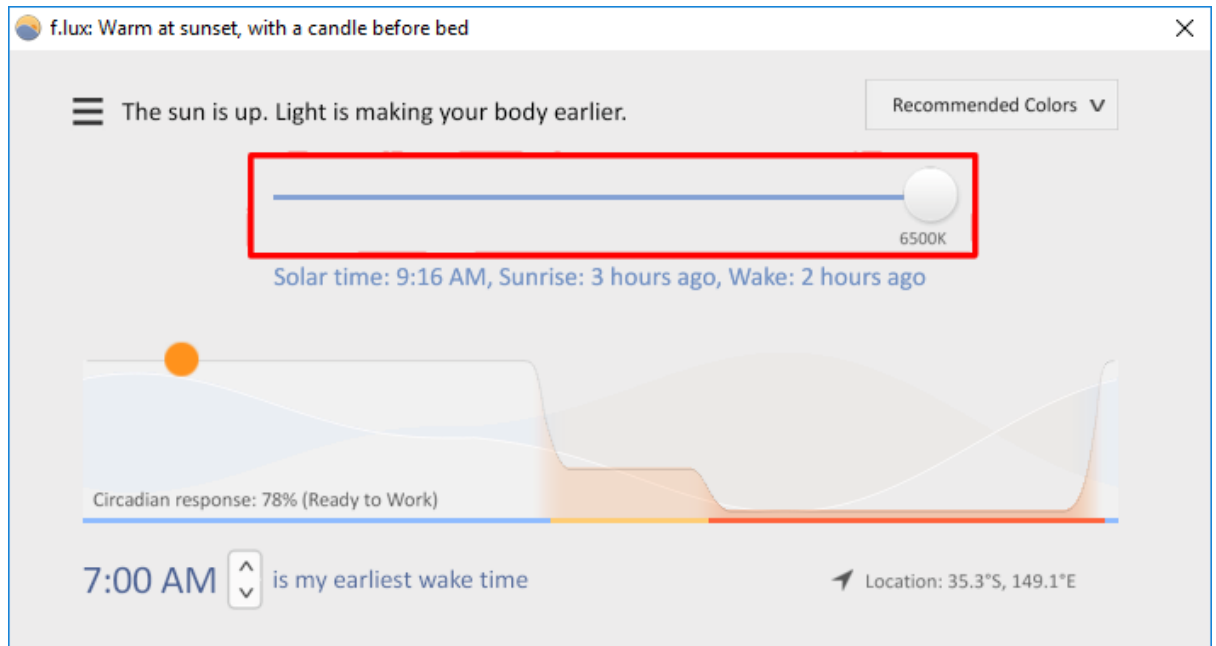 f.lux: Warm at sunset, with a candle before bed
The sun is up. Light is making your body earlier.
Recommended Colors
6500K
Solar time: 9:16 AM, Sunrise: 3 hours ago, Wake: 2 hours ago
Circadian response: 78% (Ready to Work)
7:00 AM is my earliest wake time
Location: 35.3°S, 149.1°E